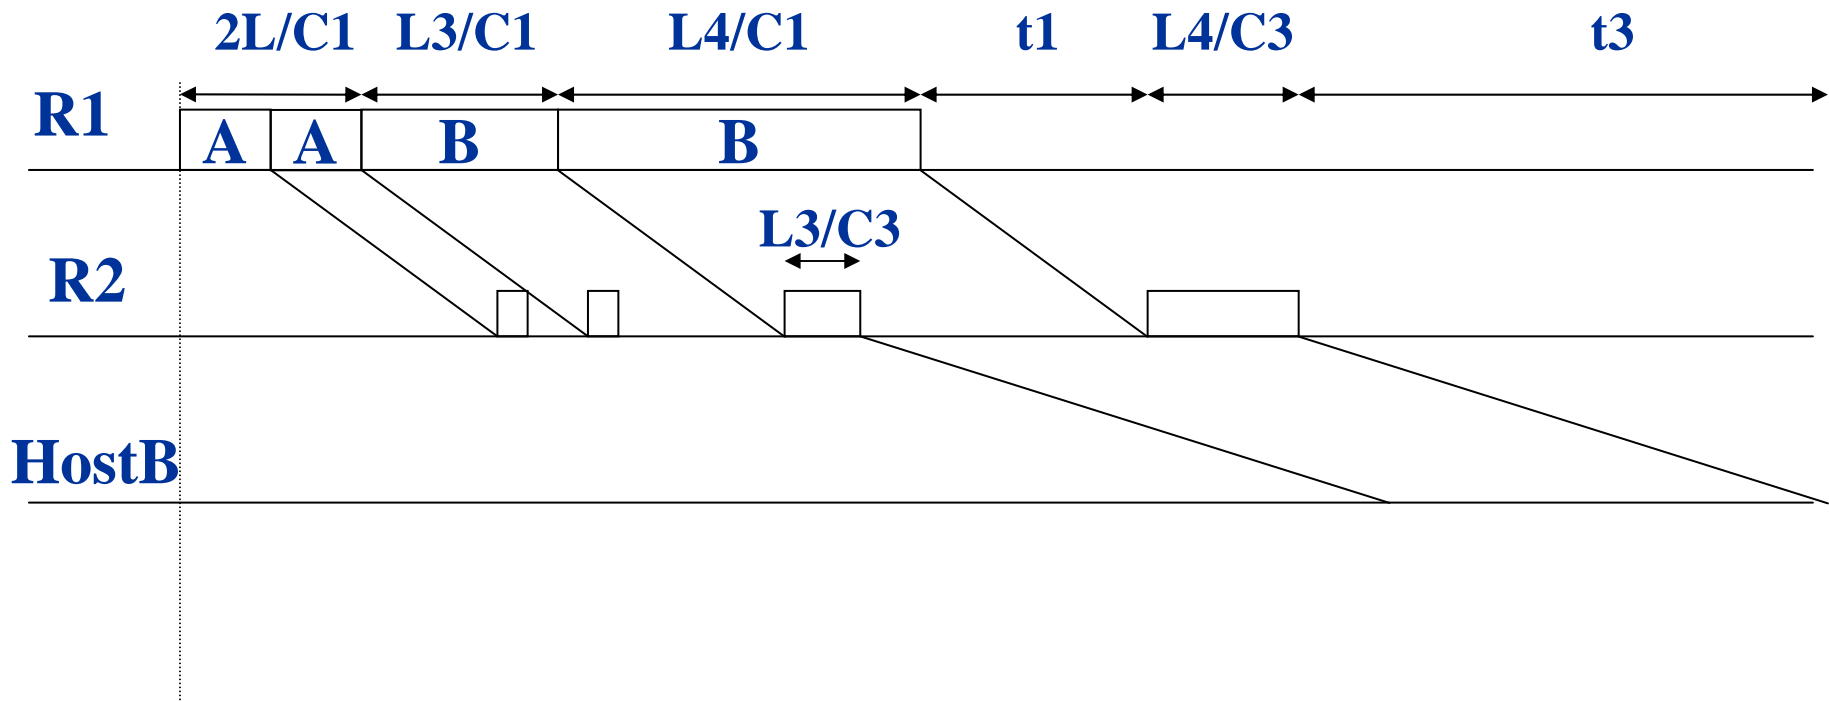 2L/C1 L3/C1 L4/C1 t1 L4/C3 t3
R1
A A B B
L3/C3
R2
HostB